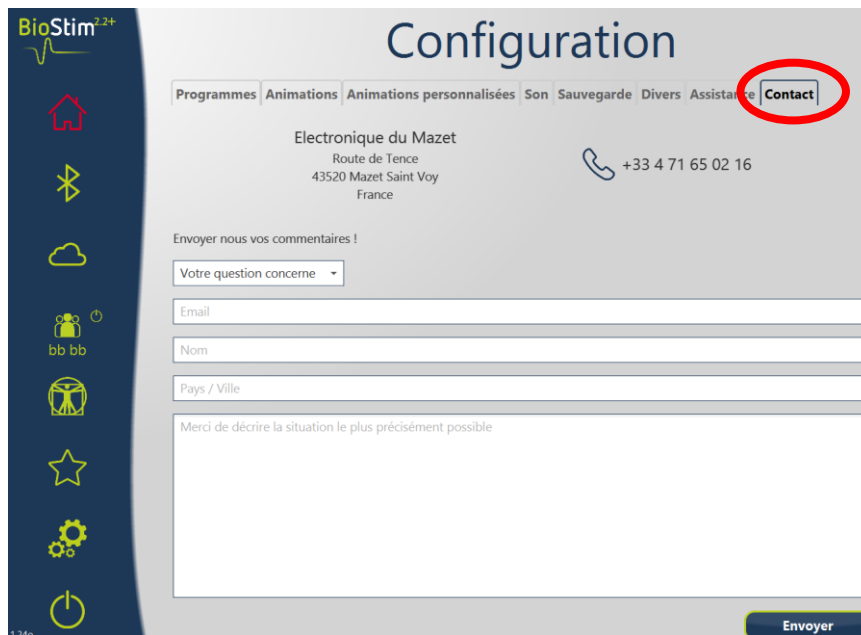 BioStim2.2+
Configuration
Programmes Animations Animations personnalisées Son Sauvegarde Divers Assistance Contact
Electronique du Mazet
Route de Tence
43520 Mazet Saint Voy
France
+33 4 71 65 02 16
Envoyer nous vos commentaires !
Votre question concerne
Email
Nom
bb bb
Pays / Ville
Merci de décrire la situation le plus précisément possible
Envoyer